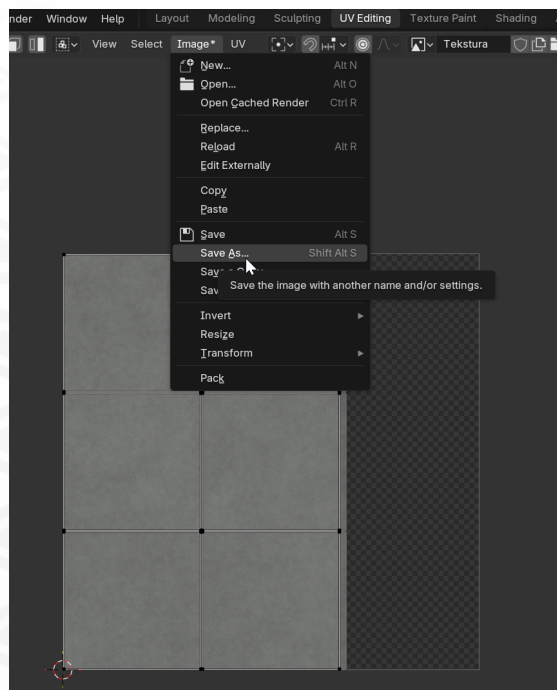 nder Window Help Layout Modeling Sculpting UV Editing Texture Paint Shading
View Select Image* UV Tekstura
New... Alt N
Open... Alt O
Open Cached Render Ctrl R
Replace...
Reload Alt R
Edit Externally
Copy
Paste
Save Alt S
Save As... Shift Alt S
Save the image with another name and/or settings.
Invert
Resize
Transform
Pack